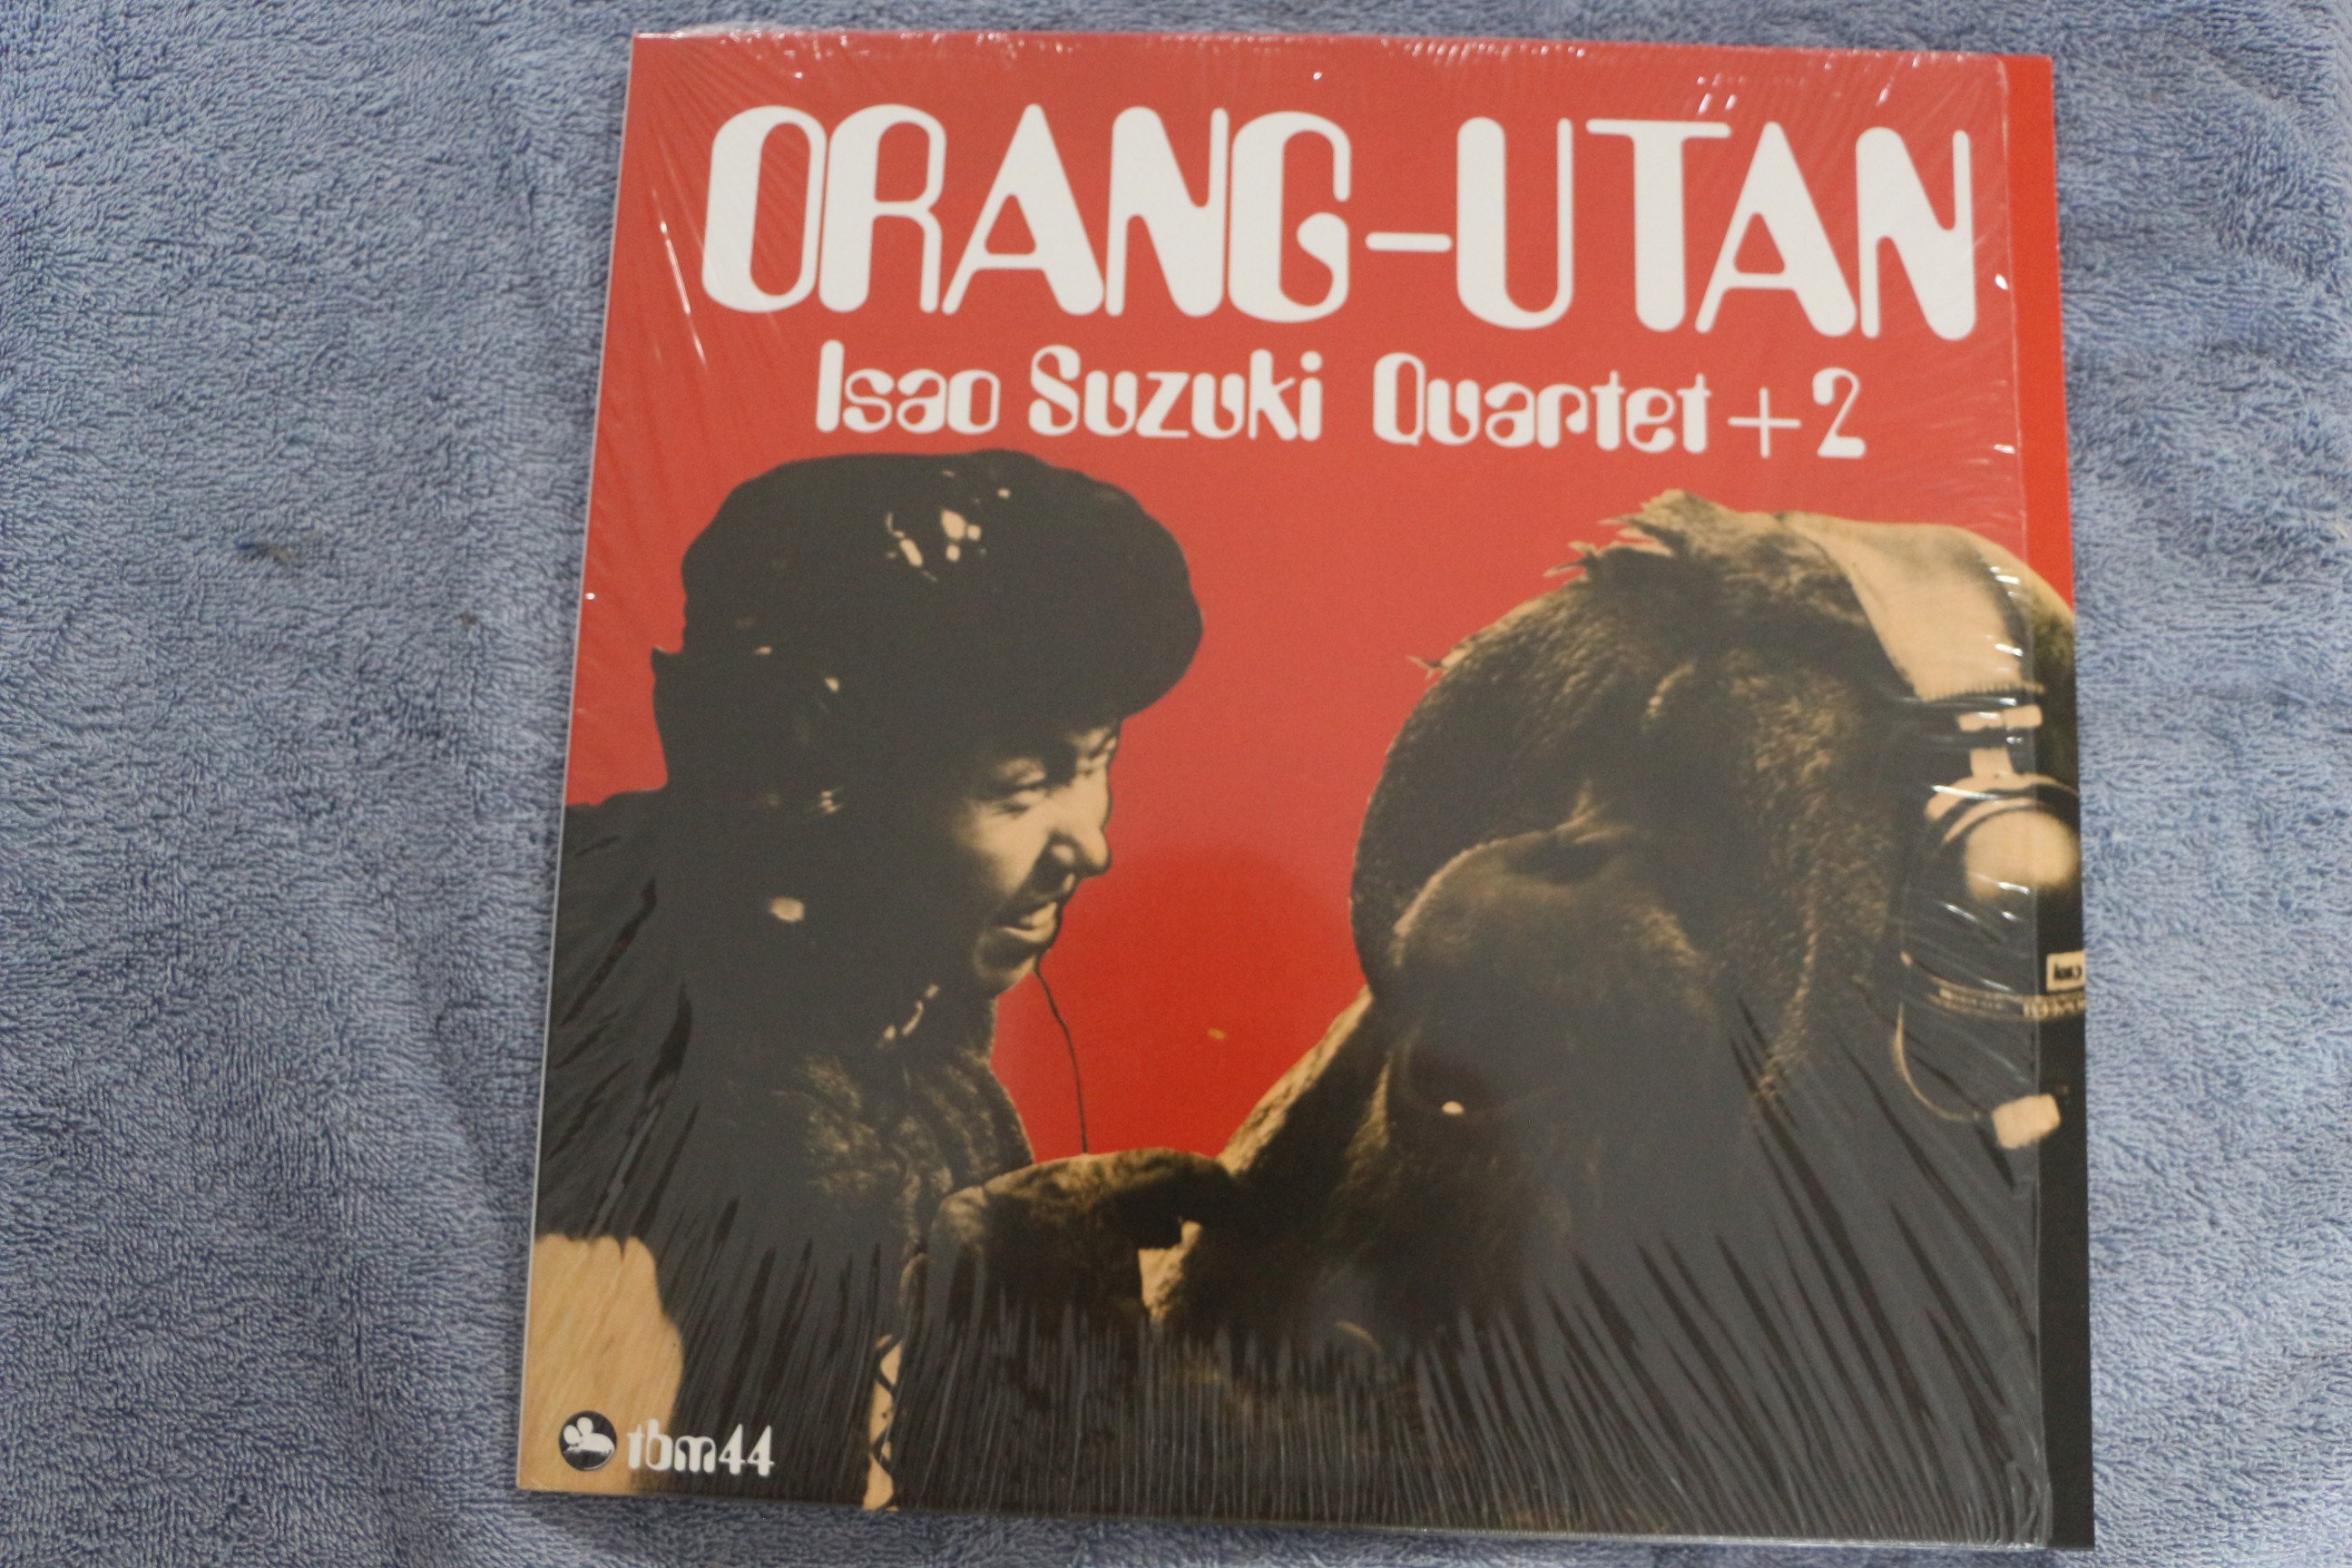 ORANG-UTAN
Isao Suzuki Quartet + 2
tbm44